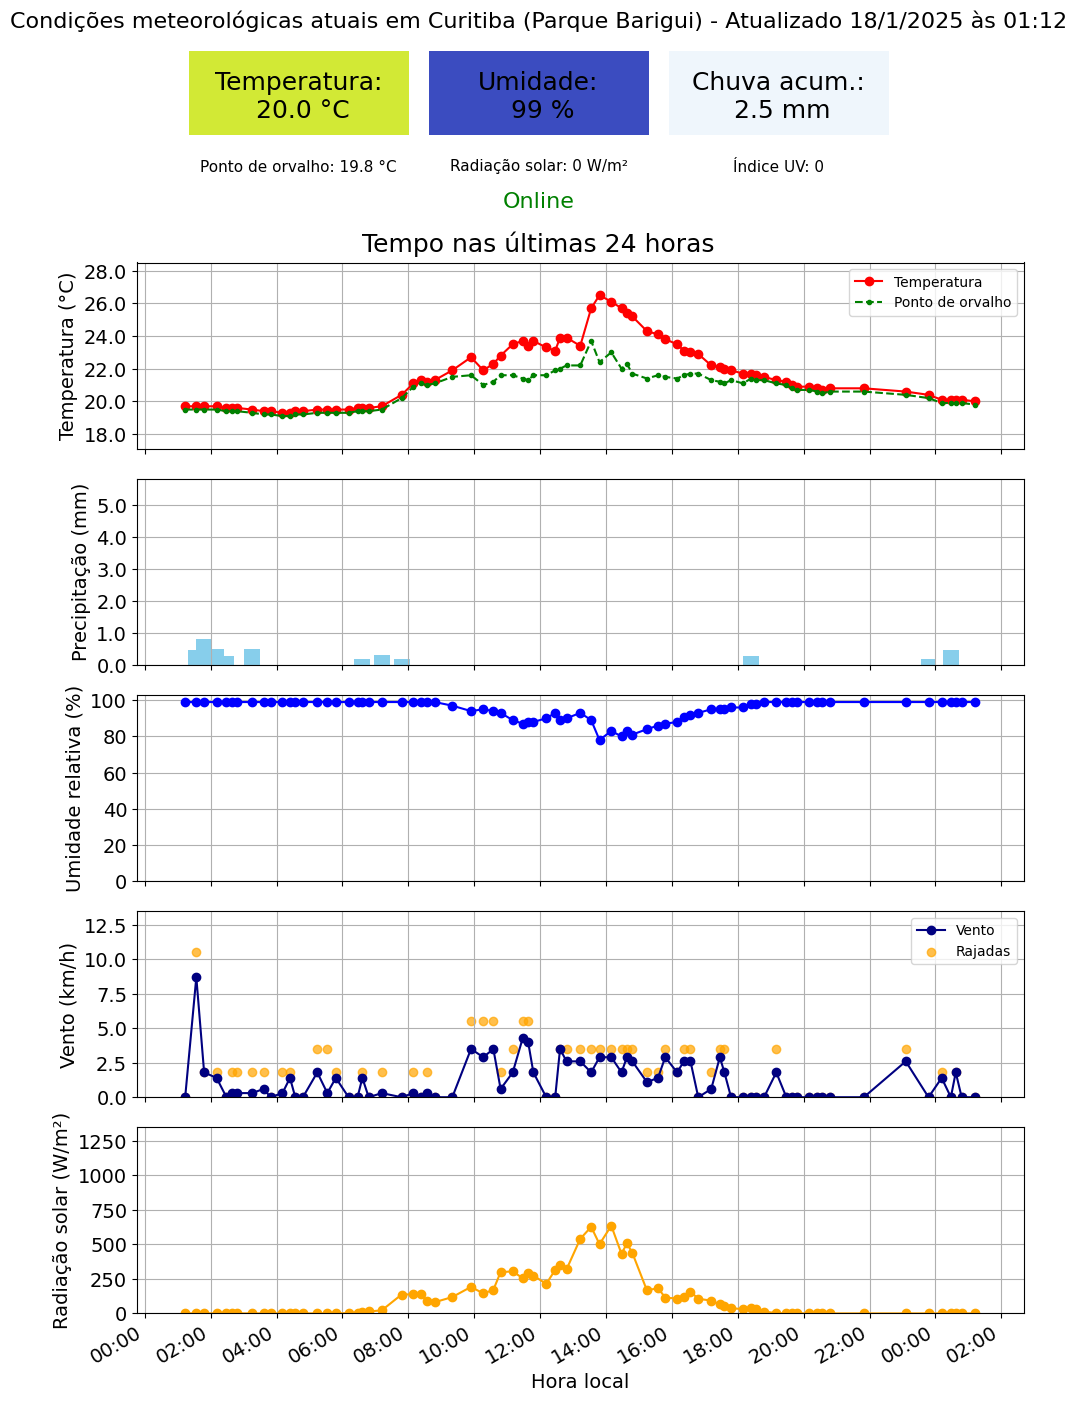 Condições meteorológicas atuais em Curitiba (Parque Barigui) - Atualizado 18/1/2025 às 01:12
Temperatura:
20.0 °C
Umidade:
99 %
Chuva acum.:
2.5 mm
Ponto de orvalho: 19.8 °C
Radiação solar: 0 W/m²
Índice UV: 0
Online
Tempo nas últimas 24 horas
Temperatura (°C)
28.0
26.0
24.0
22.0
20.0
18.0
Temperatura
Ponto de orvalho
Precipitação (mm)
5.0
4.0
3.0
2.0
1.0
0.0
Umidade relativa (%)
100
80
60
40
20
0
Vento (km/h)
12.5
10.0
7.5
5.0
2.5
0.0
Vento
Rajadas
Radiação solar (W/m²)
1250
1000
750
500
250
0
00:00
02:00
04:00
06:00
08:00
10:00
12:00
14:00
16:00
18:00
20:00
22:00
00:00
02:00
Hora local